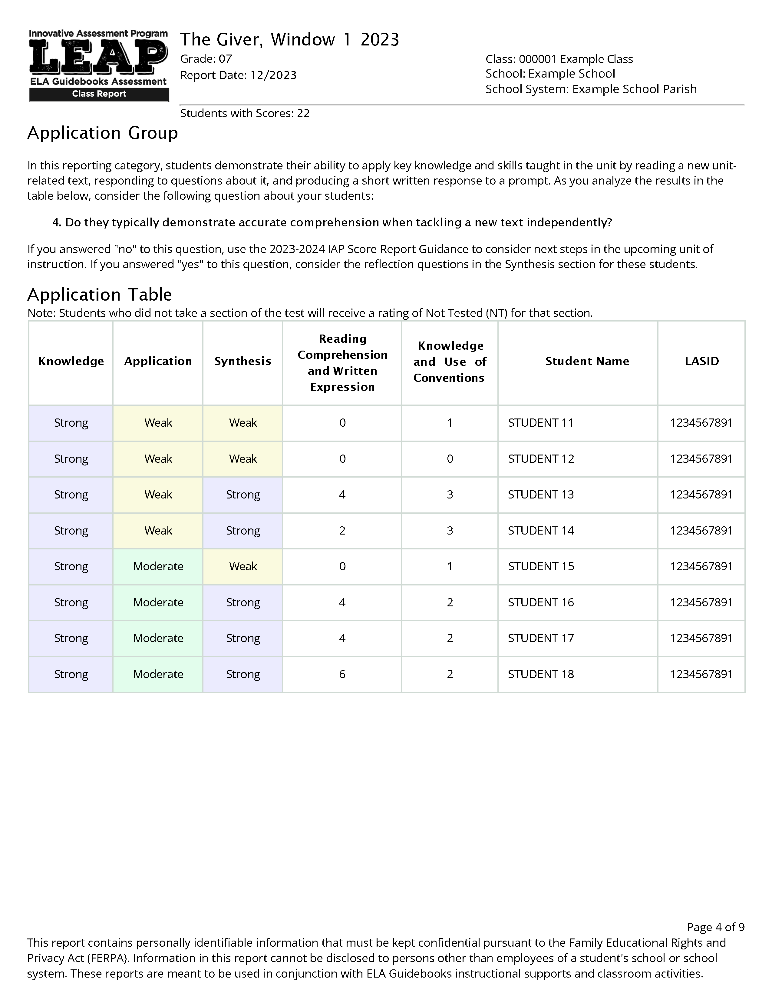 Innovative Assessment Program
LEAP
ELA Guidebooks Assessment
Class Report
The Giver, Window 1 2023
Grade: 07
Report Date: 12/2023
Class: 000001 Example Class
School: Example School
School System: Example School Parish
Students with Scores: 22
Application Group
In this reporting category, students demonstrate their ability to apply key knowledge and skills taught in the unit by reading a new unit-
related text, responding to questions about it, and producing a short written response to a prompt. As you analyze the results in the
table below, consider the following question about your students:
4. Do they typically demonstrate accurate comprehension when tackling a new text independently?
If you answered "no" to this question, use the 2023-2024 IAP Score Report Guidance to consider next steps in the upcoming unit of
instruction. If you answered "yes" to this question, consider the reflection questions in the Synthesis section for these students.
Application Table
Note: Students who did not take a section of the test will receive a rating of Not Tested (NT) for that section.
Knowledge Application Synthesis Reading Comprehension and Written Expression Knowledge and Use of Conventions Student Name LASID
Strong Weak Weak 0 1 STUDENT 11 1234567891
Strong Weak Weak 0 0 STUDENT 12 1234567891
Strong Weak Strong 4 3 STUDENT 13 1234567891
Strong Weak Strong 2 3 STUDENT 14 1234567891
Strong Moderate Weak 0 1 STUDENT 15 1234567891
Strong Moderate Strong 4 2 STUDENT 16 1234567891
Strong Moderate Strong 4 2 STUDENT 17 1234567891
Strong Moderate Strong 6 2 STUDENT 18 1234567891
Page 4 of 9
This report contains personally identifiable information that must be kept confidential pursuant to the Family Educational Rights and
Privacy Act (FERPA). Information in this report cannot be disclosed to persons other than employees of a student's school or school
system. These reports are meant to be used in conjunction with ELA Guidebooks instructional supports and classroom activities.